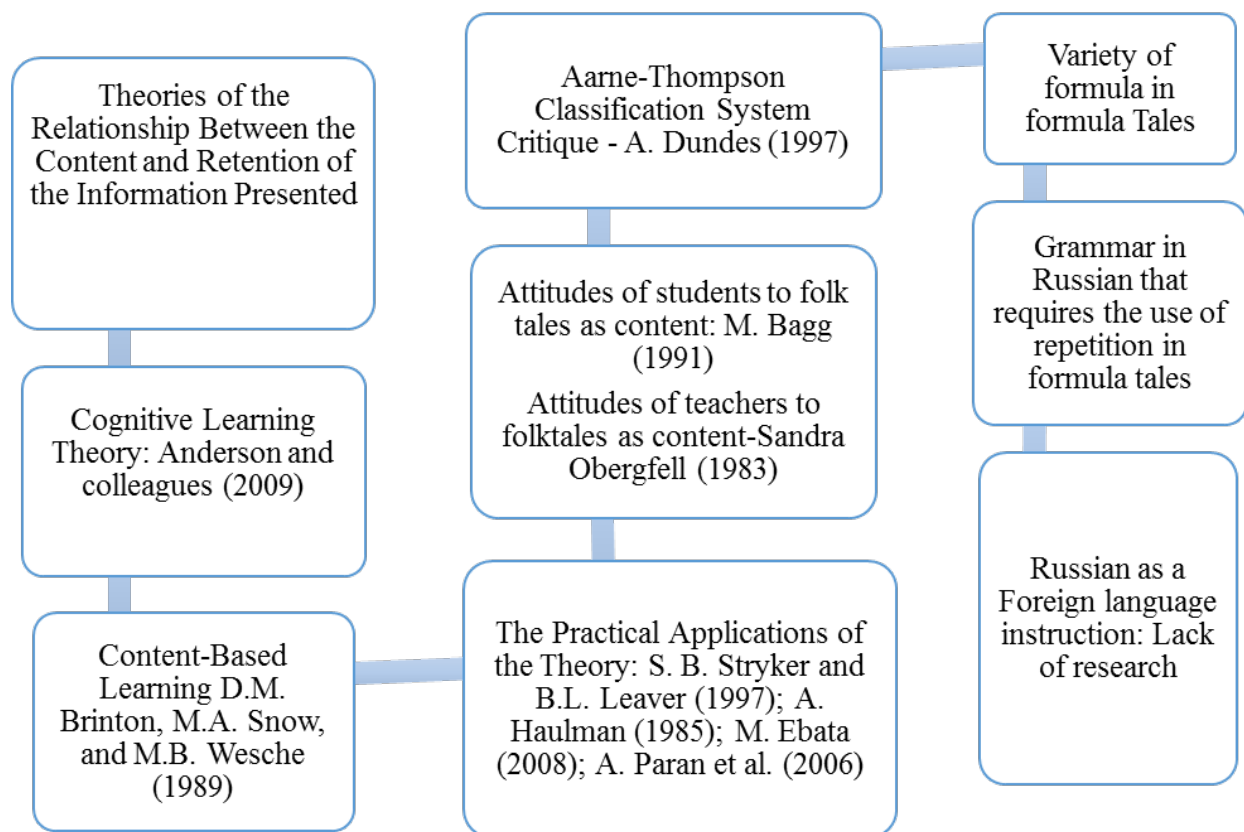 Theories of the
Relationship Between the
Content and Retention of
the Information Presented
Cognitive Learning
Theory: Anderson and
colleagues (2009)
Content-Based
Learning D.M.
Brinton, M.A. Snow,
and M.B. Wesche
(1989)
The Practical Applications of
the Theory: S. B. Stryker and
B.L. Leaver (1997); A.
Haulman (1985); M. Ebata
(2008); A. Paran et al. (2006)
Attitudes of students to folk
tales as content: M. Bagg
(1991)
Attitudes of teachers to
folktales as content-Sandra
Obergfell (1983)
Aarne-Thompson
Classification System
Critique - A. Dundes (1997)
Variety of
formula in
formula Tales
Grammar in
Russian that
requires the use of
repetition in
formula tales
Russian as a
Foreign language
instruction: Lack
of research